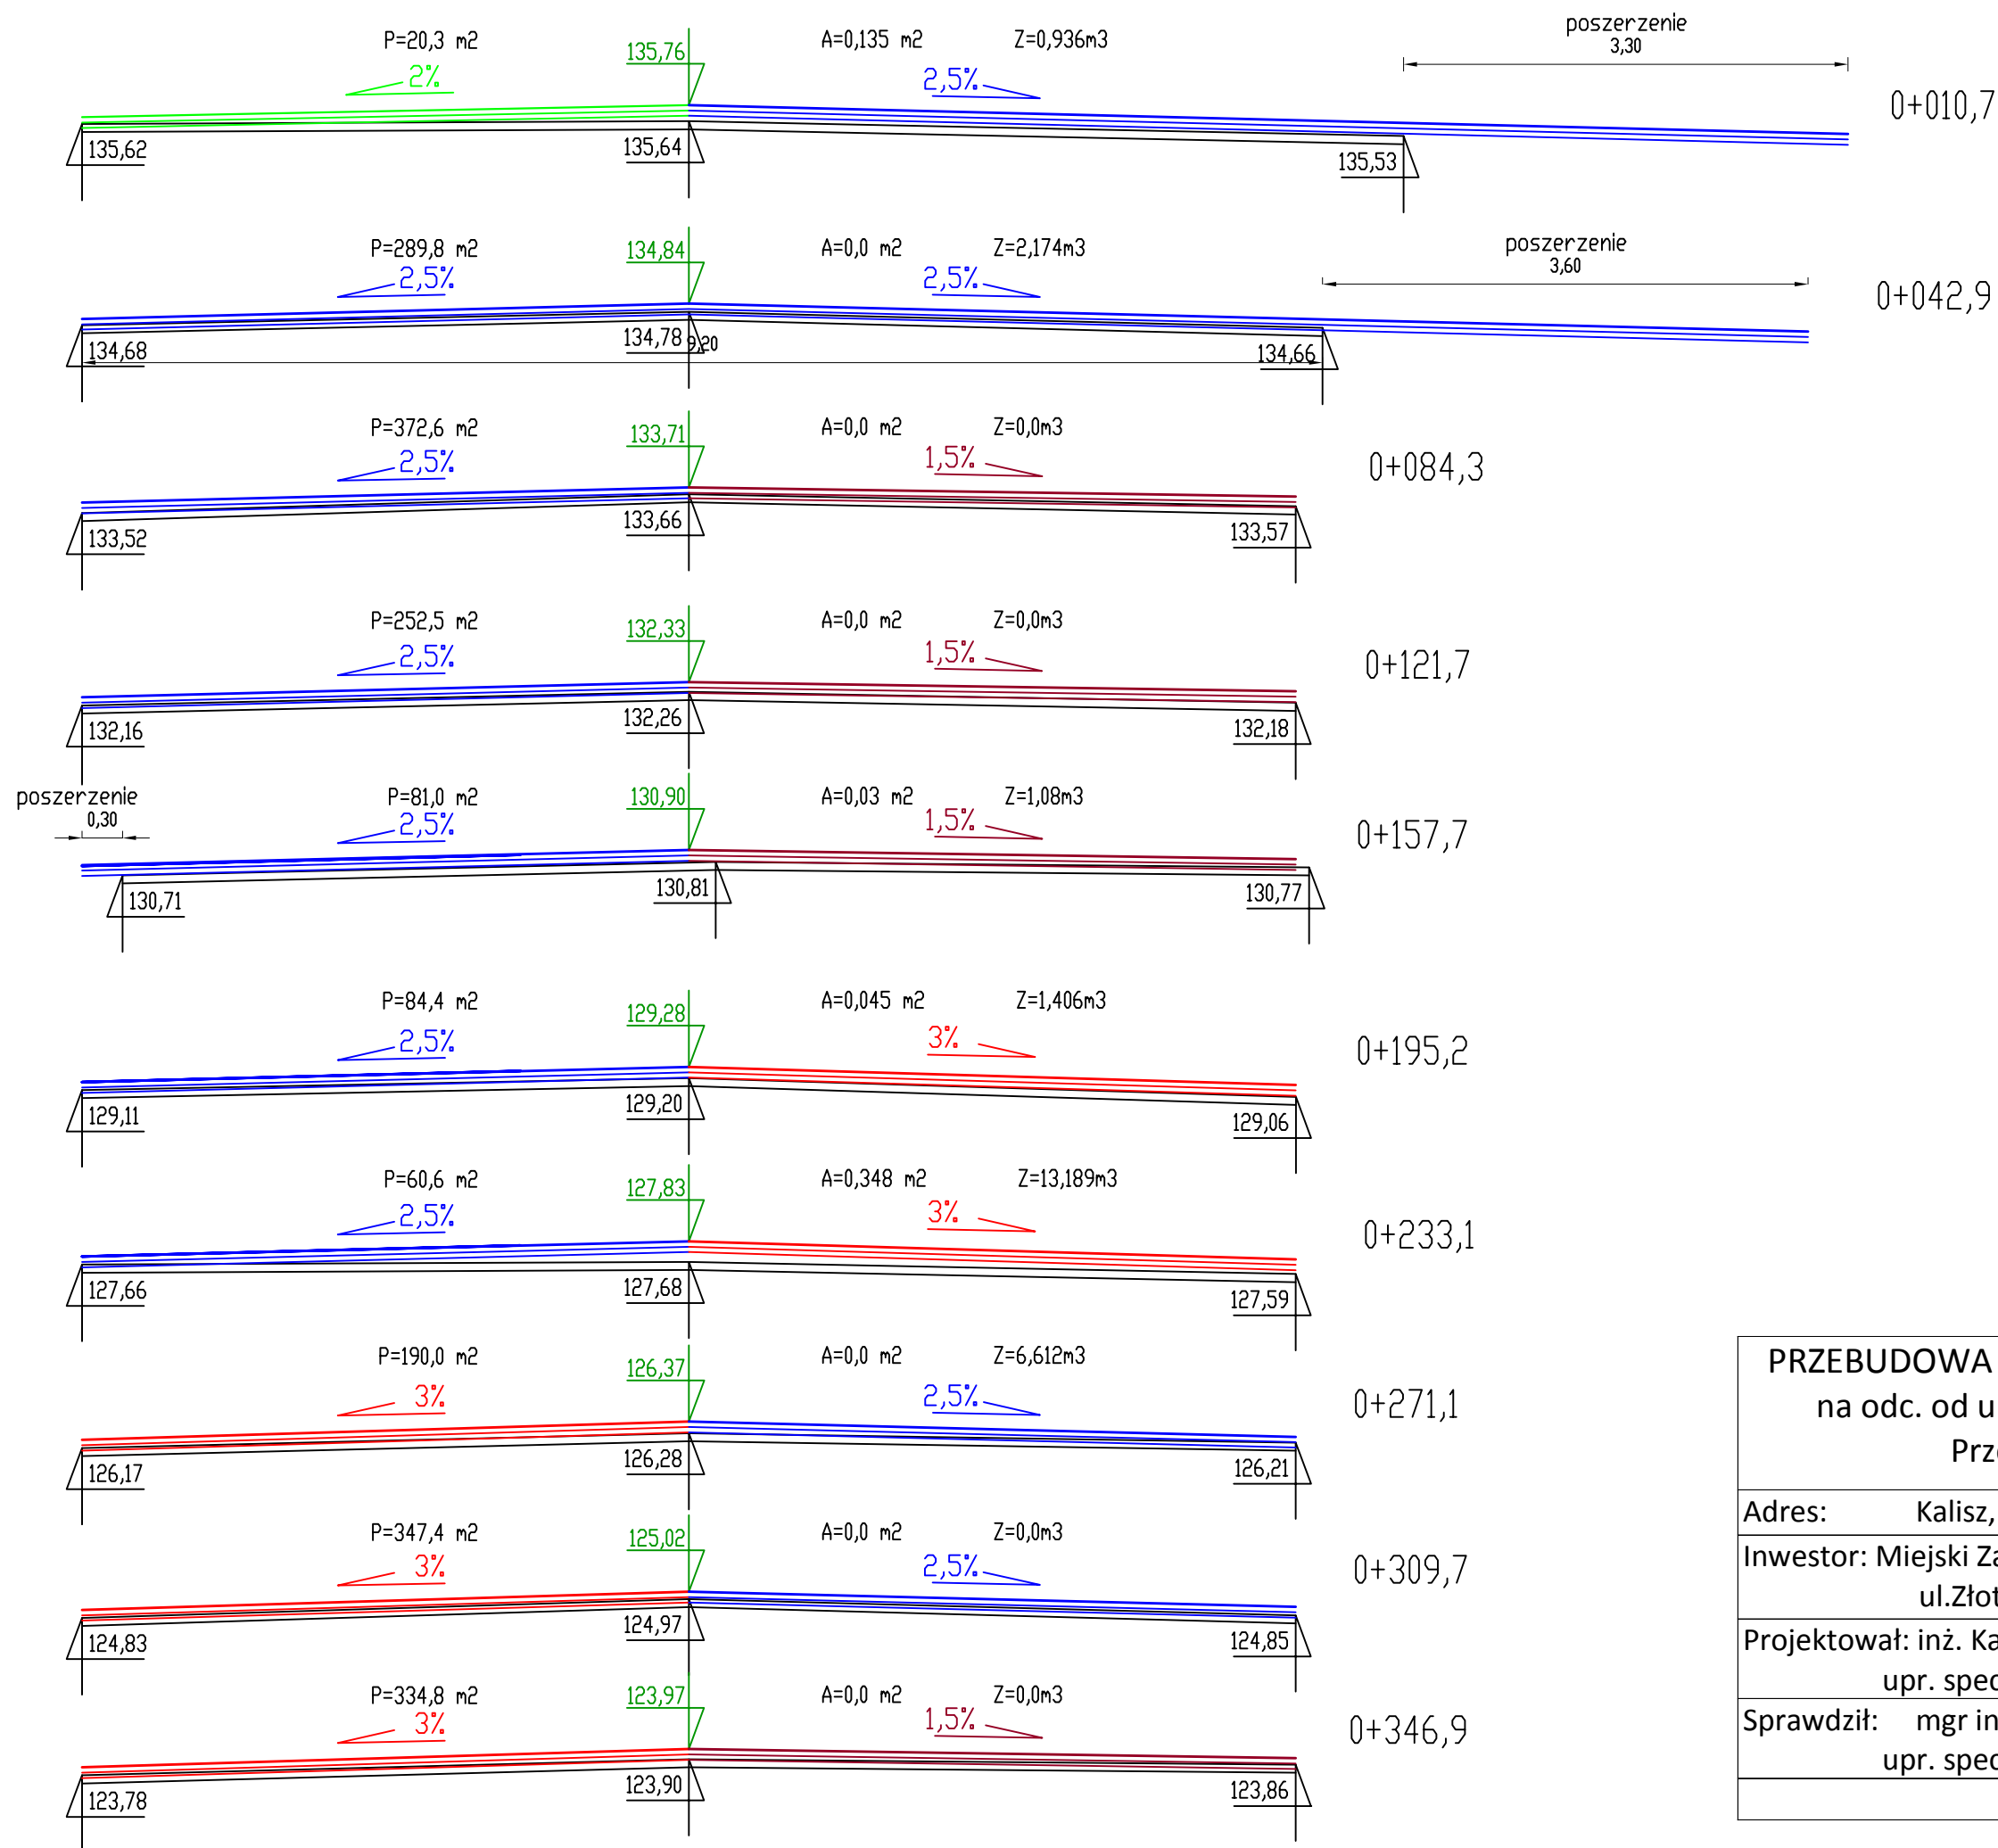 P=20,3 m2 135,76 A=0,135 m2 Z=0,936m3 poszerzenie
3,30
2% 2,5% 0+010,7
135,62 135,64 135,53
P=289,8 m2 134,84 A=0,0 m2 Z=2,174m3 poszerzenie
3,60
2,5% 2,5% 0+042,9
134,68 134,78 9,20 134,66
P=372,6 m2 133,71 A=0,0 m2 Z=0,0m3
2,5% 1,5% 0+084,3
133,52 133,66 133,57
P=252,5 m2 132,33 A=0,0 m2 Z=0,0m3
2,5% 1,5% 0+121,7
132,16 132,26 132,18
poszerzenie P=81,0 m2 130,90 A=0,03 m2 Z=1,08m3
0,30 2,5% 1,5% 0+157,7
130,71 130,81 130,77
P=84,4 m2 129,28 A=0,045 m2 Z=1,406m3
2,5% 3% 0+195,2
129,11 129,20 129,06
P=60,6 m2 127,83 A=0,348 m2 Z=13,189m3
2,5% 3% 0+233,1
127,66 127,68 127,59
P=190,0 m2 126,37 A=0,0 m2 Z=6,612m3
3% 2,5% 0+271,1
126,17 126,28 126,21
P=347,4 m2 125,02 A=0,0 m2 Z=0,0m3
3% 2,5% 0+309,7
124,83 124,97 124,85
P=334,8 m2 123,97 A=0,0 m2 Z=0,0m3
3% 1,5% 0+346,9
123,78 123,90 123,86
PRZEBUDOWA
na odc. od u
Prze
Adres: Kalisz,
Inwestor: Miejski Za
ul.Złot
Projektował: inż. Ka
upr. spec
Sprawdził: mgr in
upr. spec